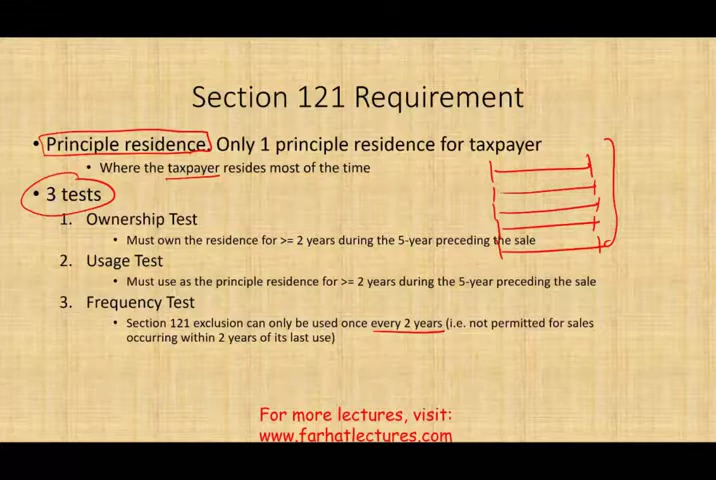 Section 121 Requirement
• Principle residence. Only 1 principle residence for taxpayer
• Where the taxpayer resides most of the time
• 3 tests
1. Ownership Test
• Must own the residence for >= 2 years during the 5-year preceding the sale
2. Usage Test
• Must use as the principle residence for >= 2 years during the 5-year preceding the sale
3. Frequency Test
• Section 121 exclusion can only be used once every 2 years (i.e. not permitted for sales
occurring within 2 years of its last use)
For more lectures, visit:
www.farhatlectures.com